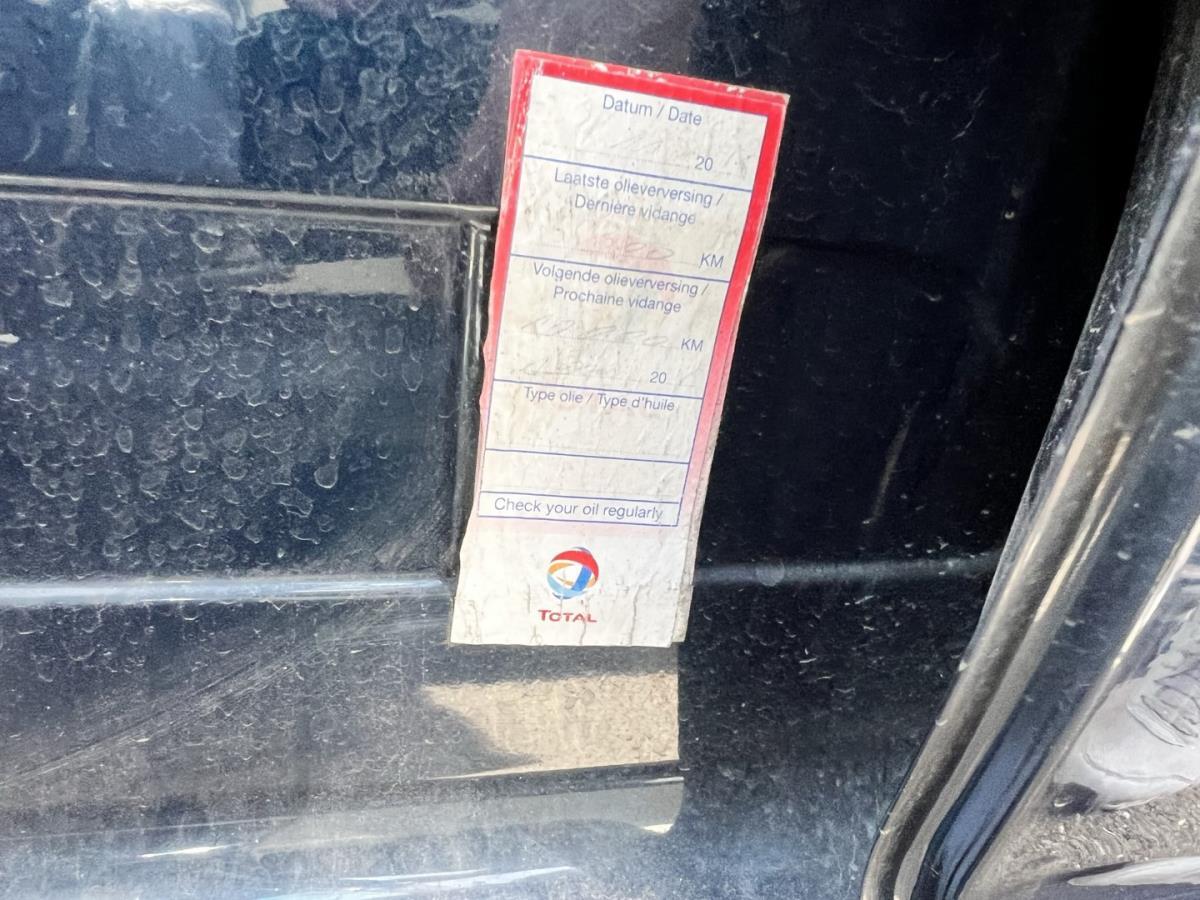 Datum / Date
20
Laatste olieverversing /
Dernière vidange
KM
Volgende olieverversing /
Prochaine vidange
KM
20
Type olie / Type d'huile
Check your oil regularly
TOTAL